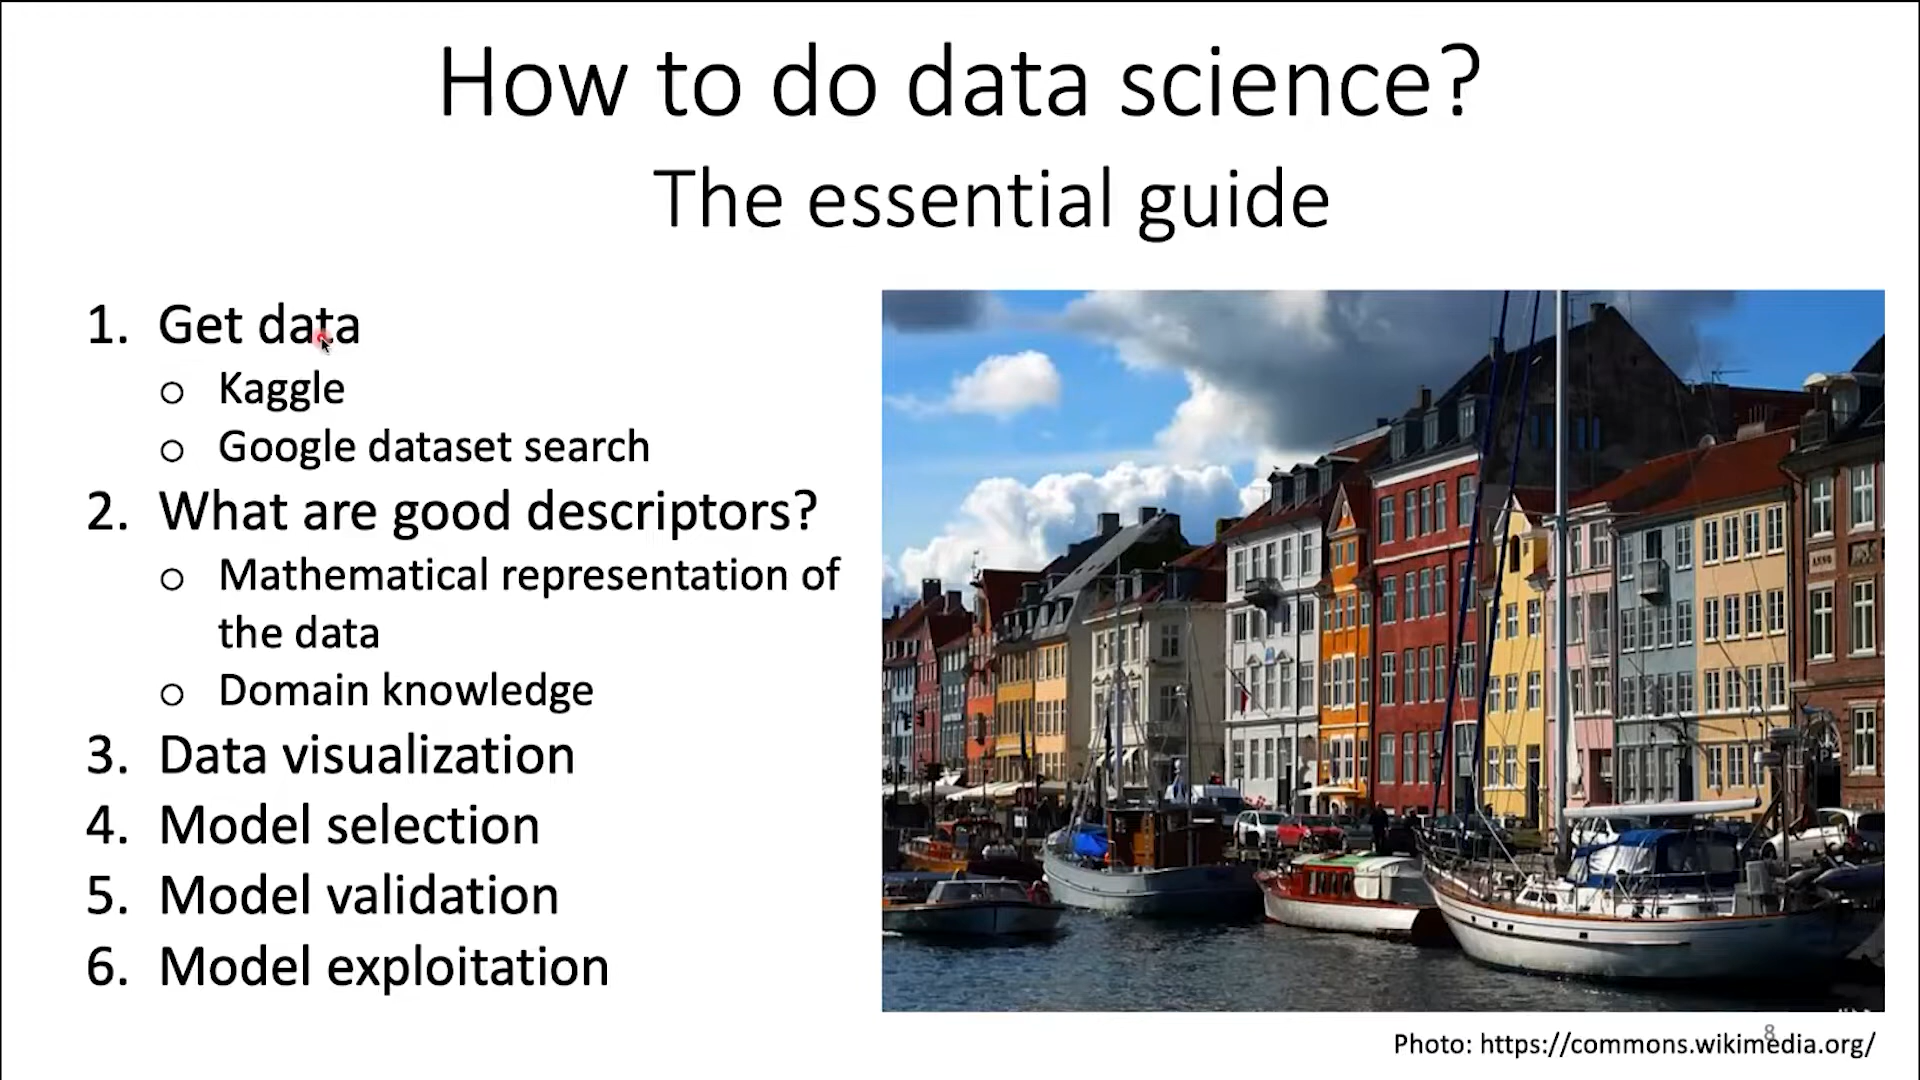 How to do data science?
The essential guide
1. Get data
o Kaggle
o Google dataset search
2. What are good descriptors?
o Mathematical representation of
the data
o Domain knowledge
3. Data visualization
4. Model selection
5. Model validation
6. Model exploitation
8
Photo: https://commons.wikimedia.org/